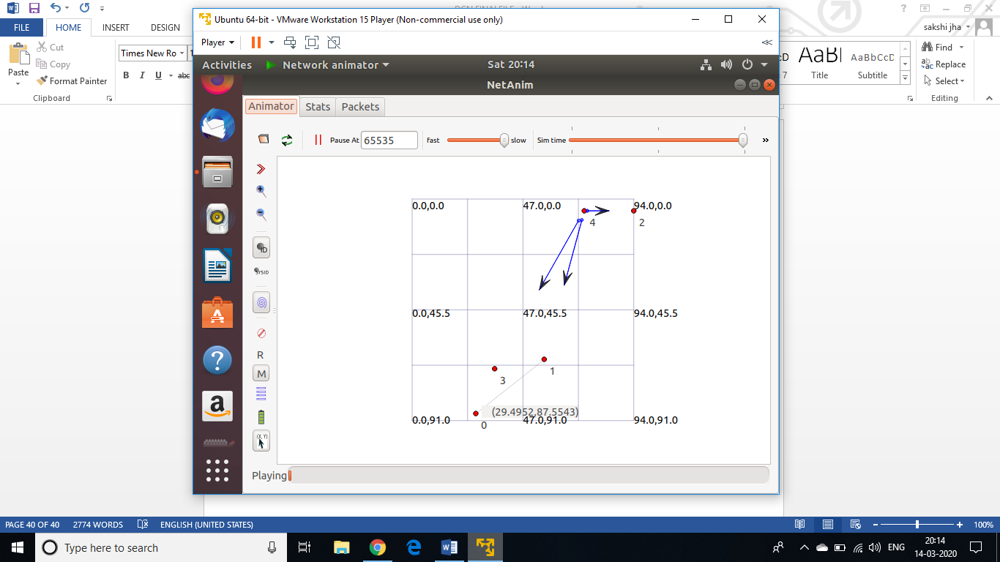 Ubuntu 64-bit - VMware Workstation 15 Player (Non-commercial use only)
FILE HOME INSERT DESIGN
sakshi jha
Player
Cut
Copy
Format Painter
Paste
Clipboard
Times New Ro
B I U abc
AaBl AaBbCcD
7 Title Subtitle
Find
Replace
Select
Editing
Activities Network animator Sat 20:14
NetAnim
Animator Stats Packets
Pause At 65535 fast slow Sim time
ID
SYSID
R
M
(X, Y)
0.0,0.0 47.0,0.0 94.0,0.0
4 2
0.0,45.5 47.0,45.5 94.0,45.5
3 1
(29.4952,87.5543)
0.0,91.0 47.0,91.0 94.0,91.0
0
Playing
PAGE 40 OF 40 2774 WORDS ENGLISH (UNITED STATES) 100%
Type here to search
ENG
20:14
14-03-2020